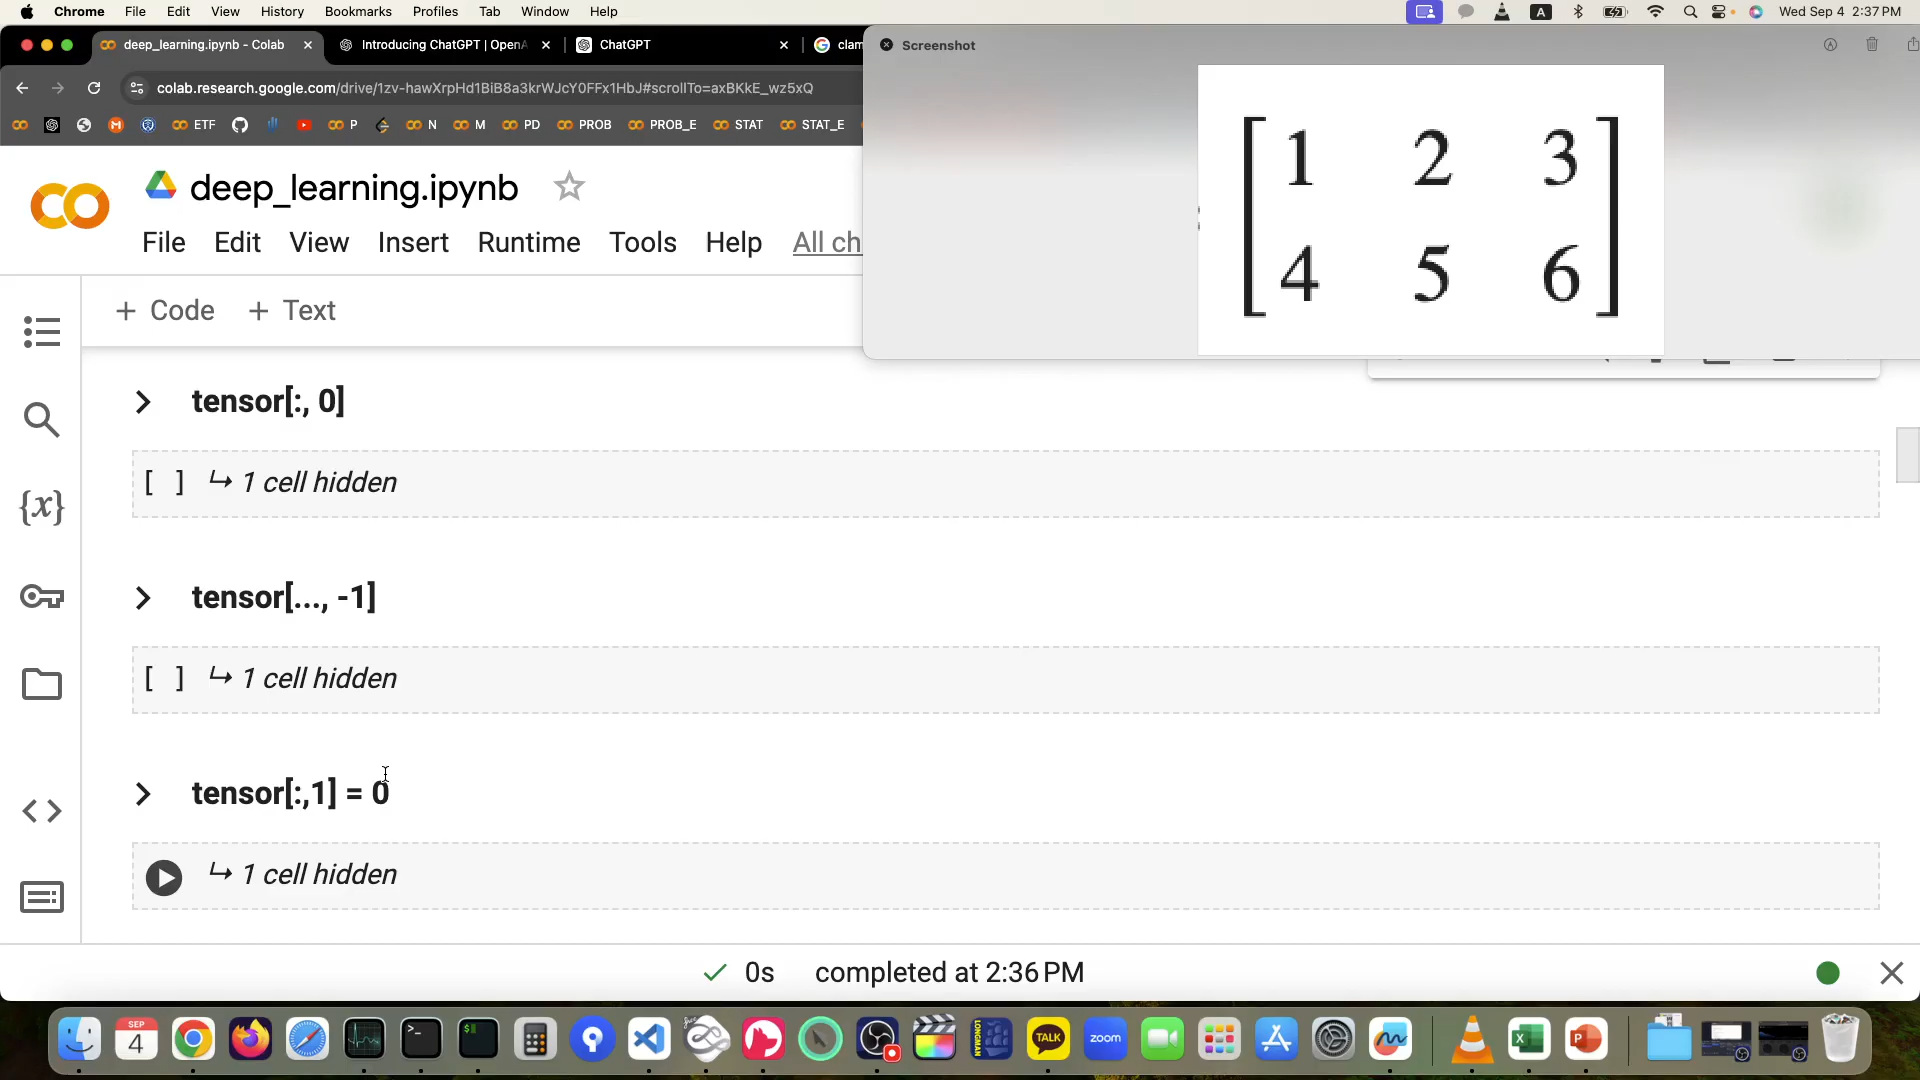 Chrome File Edit View History Bookmarks Profiles Tab Window Help A Wed Sep 4 2:37 PM
deep_learning.ipynb - Colab Introducing ChatGPT | OpenA ChatGPT clam
Screenshot
colab.research.google.com/drive/1zv-hawXrpHd1BiB8a3krWJcY0FFx1HbJ#scrollTo=axBKkE_wz5xQ
ETF P N M PD PROB PROB_E STAT STAT_E
1 2 3
4 5 6
deep_learning.ipynb
File Edit View Insert Runtime Tools Help All ch
+ Code + Text
tensor[:, 0]
[ ] 1 cell hidden
{x}
tensor[..., -1]
[ ] 1 cell hidden
tensor[:,1] = 0
1 cell hidden
0s completed at 2:36 PM
SEP
4
LONGMAN
TALK
zoom